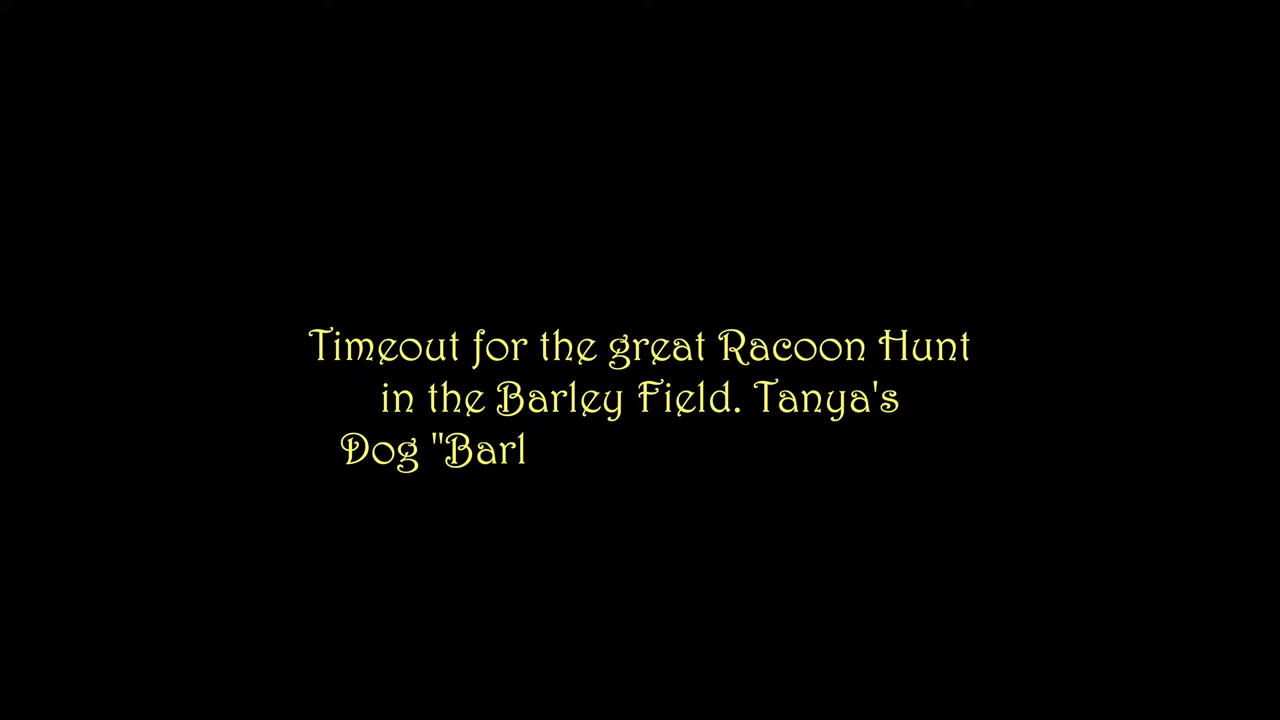 Timeout for the great Racoon Hunt
in the Barley Field. Tanya's
Dog "Barl